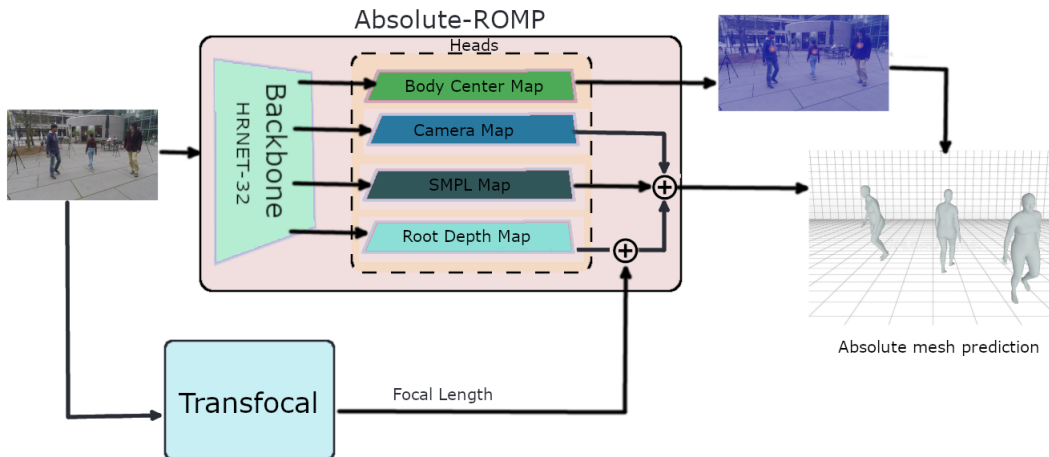 Absolute-ROMP
Heads
Backbone
HRNET-32
Body Center Map
Camera Map
SMPL Map
Root Depth Map
Absolute mesh prediction
Transfocal
Focal Length